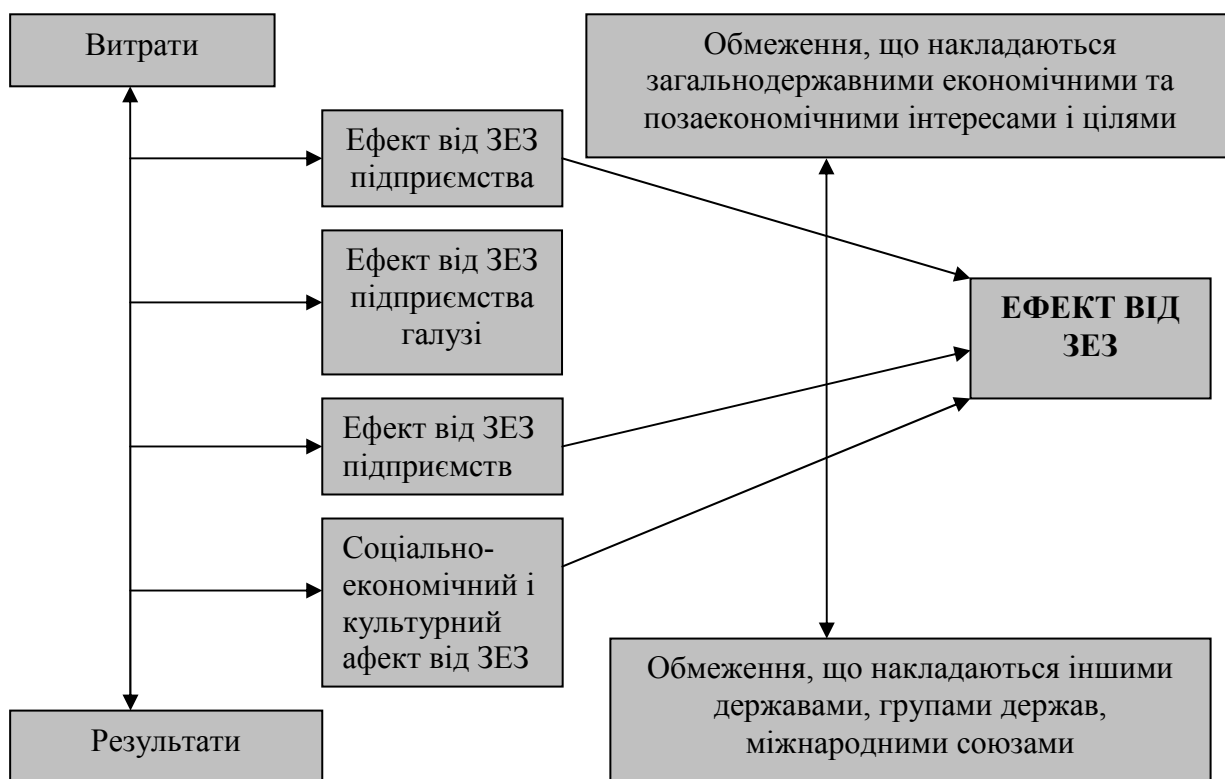 Витрати
Обмеження, що накладаються
загальнодержавними економічними та
позаекономічними інтересами і цілями
Ефект від ЗЕЗ
підприємства
Ефект від ЗЕЗ
підприємства
галузі
ЕФЕКТ ВІД
ЗЕЗ
Ефект від ЗЕЗ
підприємств
Соціально-
економічний і
культурний
афект від ЗЕЗ
Обмеження, що накладаються іншими
державами, групами держав,
міжнародними союзами
Результати